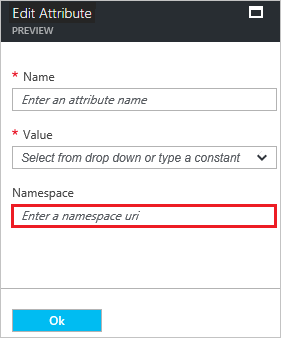 Edit Attribute
PREVIEW
* Name
Enter an attribute name
* Value
Select from drop down or type a constant
Namespace
Enter a namespace uri
Ok